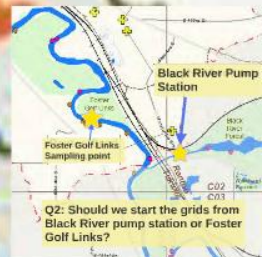 Black River Pump
Station
Foster
Golf Links
Foster Golf Links
Sampling point
Black
River
C02
C03
Q2: Should we start the grids from
Black River pump station or Foster
Golf Links?